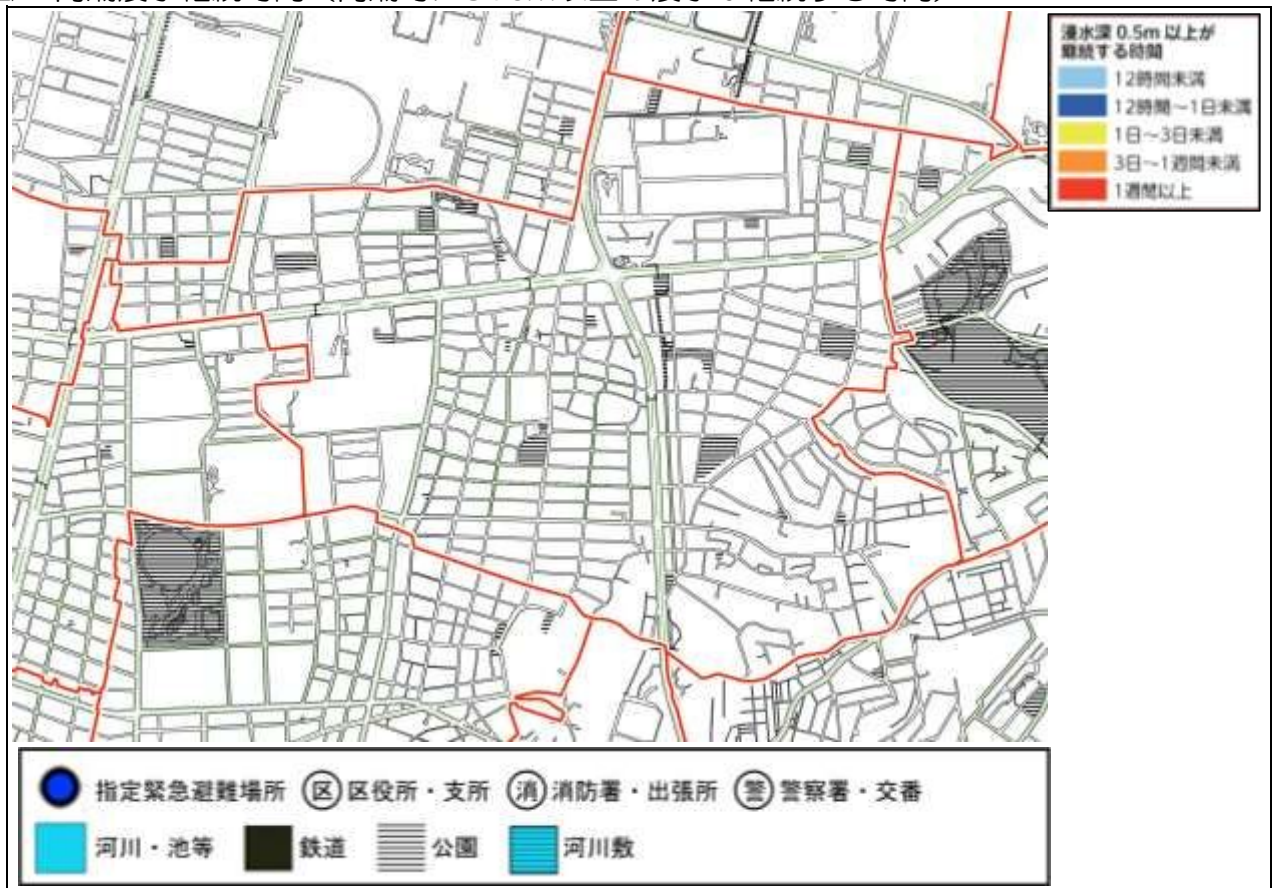 浸水深 0.5m 以上が
継続する時間
12時間未満
12時間～1日未満
1日～3日未満
3日～1週間未満
1週間以上
指定緊急避難場所 区 区役所・支所 消 消防署・出張所 警 警察署・交番
河川・池等 鉄道 公園 河川敷